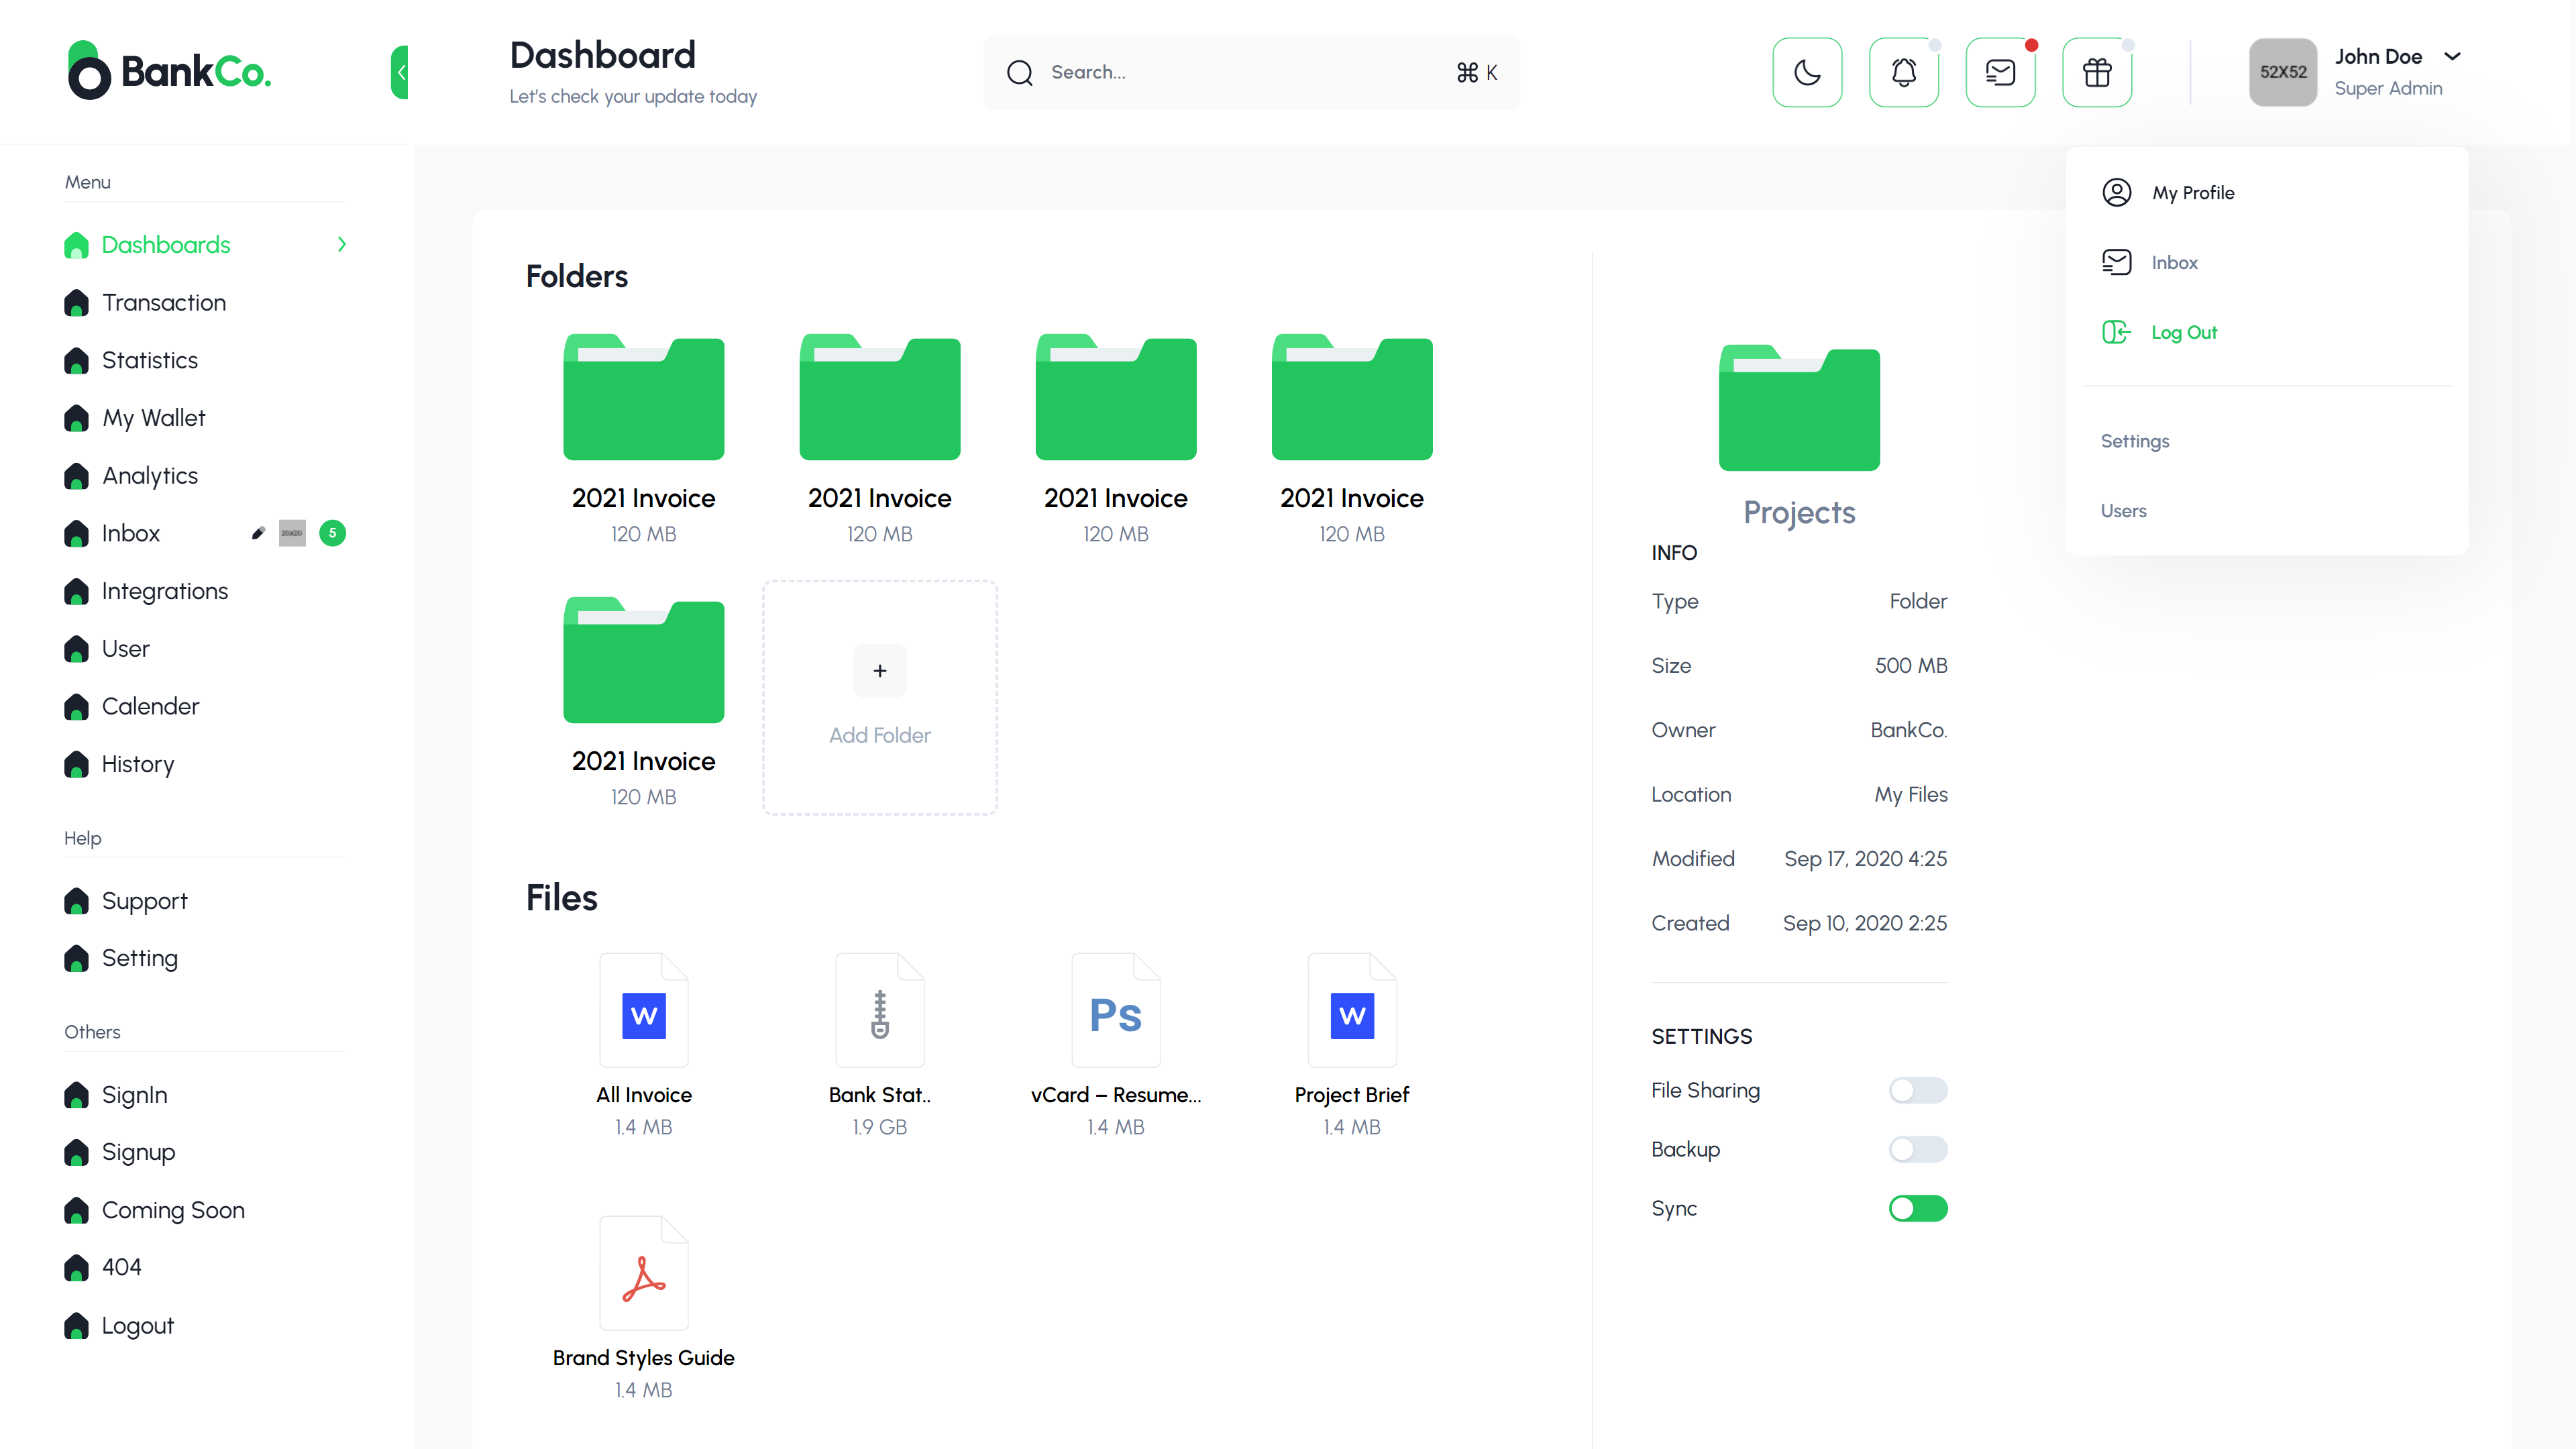 BankCo.
Dashboard
Let's check your update today
Search...
⌘ K
52X52
John Doe
Super Admin
Menu
Dashboards
Transaction
Statistics
My Wallet
Analytics
Inbox
5
Integrations
User
Calender
History
Help
Support
Setting
Others
SignIn
Signup
Coming Soon
404
Logout
Folders
2021 Invoice
120 MB
2021 Invoice
120 MB
2021 Invoice
120 MB
2021 Invoice
120 MB
2021 Invoice
120 MB
+
Add Folder
Files
W
All Invoice
1.4 MB
Bank Stat..
1.9 GB
Ps
vCard – Resume...
1.4 MB
W
Project Brief
1.4 MB
Brand Styles Guide
1.4 MB
Projects
INFO
Type Folder
Size 500 MB
Owner BankCo.
Location My Files
Modified Sep 17, 2020 4:25
Created Sep 10, 2020 2:25
SETTINGS
File Sharing
Backup
Sync
My Profile
Inbox
Log Out
Settings
Users